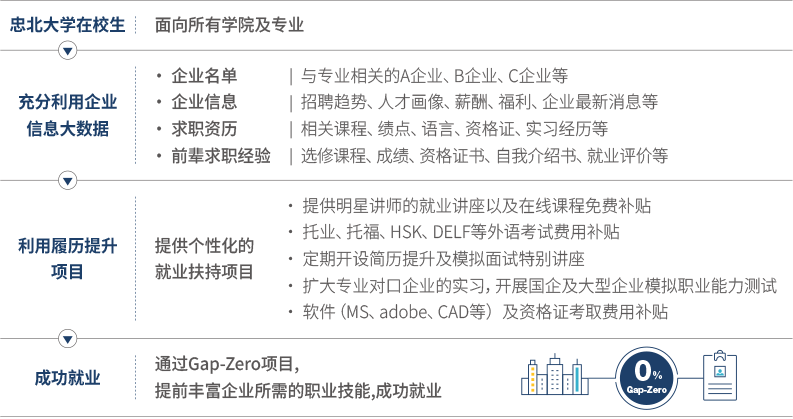 忠北大学在校生
面向所有学院及专业
充分利用企业
信息大数据
• 企业名单 | 与专业相关的A企业、B企业、C企业等
• 企业信息 | 招聘趋势、人才画像、薪酬、福利、企业最新消息等
• 求职资历 | 相关课程、绩点、语言、资格证、实习经历等
• 前辈求职经验 | 选修课程、成绩、资格证书、自我介绍书、就业评价等
利用履历提升
项目
提供个性化的
就业扶持项目
• 提供明星讲师的就业讲座以及在线课程免费补贴
• 托业、托福、HSK、DELF等外语考试费用补贴
• 定期开设简历提升及模拟面试特别讲座
• 扩大专业对口企业的实习，开展国企及大型企业模拟职业能力测试
• 软件（MS、adobe、CAD等）及资格证考取费用补贴
成功就业
通过Gap-Zero项目,
提前丰富企业所需的职业技能,成功就业
0%
Gap-Zero